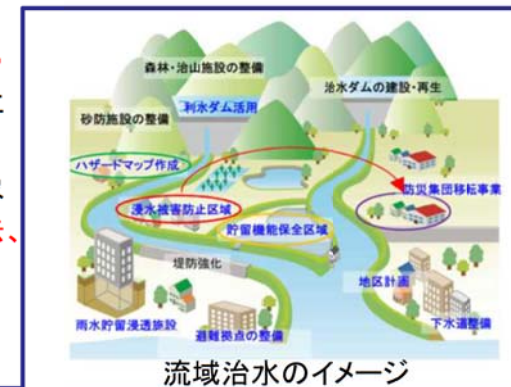 森林・治山施設の整備
治水ダムの建設・再生
利水ダム活用
砂防施設の整備
ハザードマップ作成
防災集団移転事業
浸水被害防止区域
貯留機能保全区域
堤防強化
地区計画
雨水貯留浸透施設
避難拠点の整備
下水道整備
流域治水のイメージ